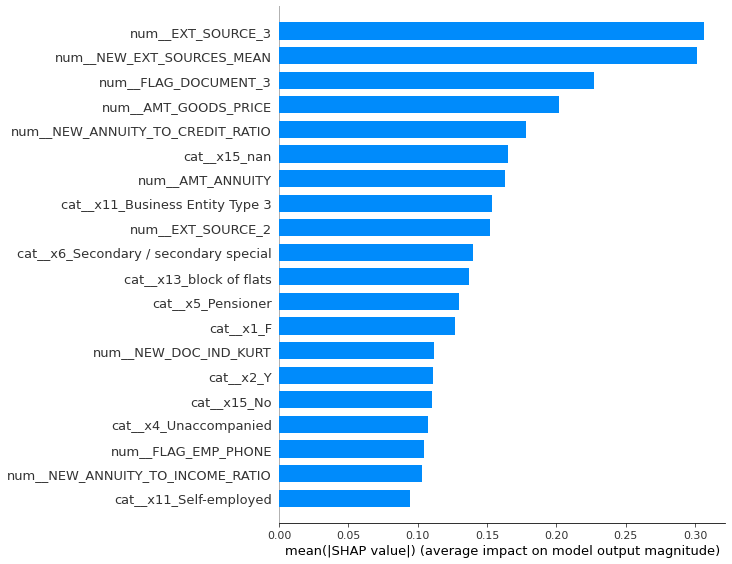 num__EXT_SOURCE_3
num__NEW_EXT_SOURCES_MEAN
num__FLAG_DOCUMENT_3
num__AMT_GOODS_PRICE
num__NEW_ANNUITY_TO_CREDIT_RATIO
cat__x15_nan
num__AMT_ANNUITY
cat__x11_Business Entity Type 3
num__EXT_SOURCE_2
cat__x6_Secondary / secondary special
cat__x13_block of flats
cat__x5_Pensioner
cat__x1_F
num__NEW_DOC_IND_KURT
cat__x2_Y
cat__x15_No
cat__x4_Unaccompanied
num__FLAG_EMP_PHONE
num__NEW_ANNUITY_TO_INCOME_RATIO
cat__x11_Self-employed
0.00 0.05 0.10 0.15 0.20 0.25 0.30
mean(|SHAP value|) (average impact on model output magnitude)